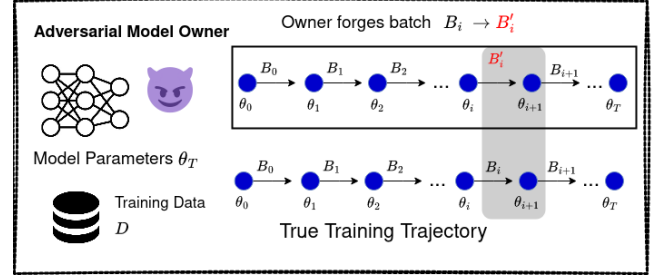 Adversarial Model Owner
Model Parameters θ_T
Training Data
D
Owner forges batch B_i → B'_i
B_0 B_1 B_2 B'_i B_{i+1}
... ...
θ_0 θ_1 θ_2 θ_i θ_{i+1} θ_T
B_0 B_1 B_2 B_i B_{i+1}
... ...
θ_0 θ_1 θ_2 θ_i θ_{i+1} θ_T
True Training Trajectory